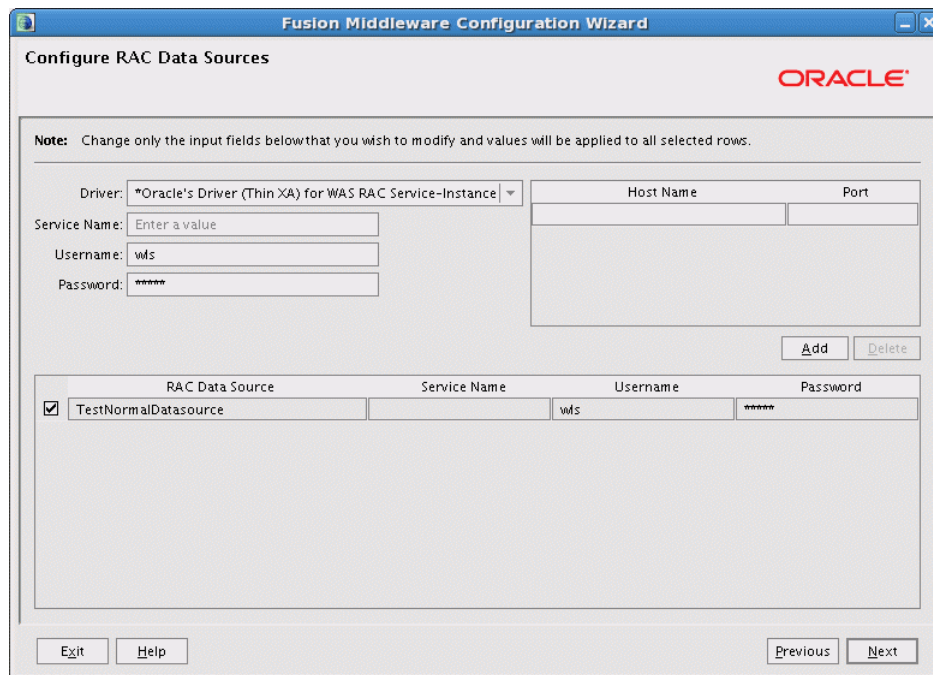 Fusion Middleware Configuration Wizard
Configure RAC Data Sources
ORACLE
Note: Change only the input fields below that you wish to modify and values will be applied to all selected rows.
Driver: *Oracle's Driver (Thin XA) for WAS RAC Service-Instance
Service Name: Enter a value
Username: wls
Password: *****
Host Name Port
Add Delete
RAC Data Source Service Name Username Password
TestNormalDatasource wls *****
Exit Help Previous Next